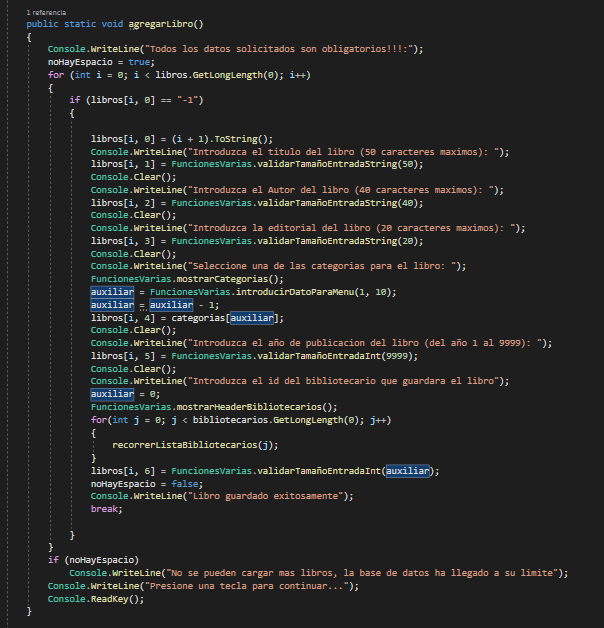 1 referencia
public static void agregarLibro()
{
Console.WriteLine("Todos los datos solicitados son obligatorios!!!:");
noHayEspacio = true;
for (int i = 0; i < libros.GetLongLength(0); i++)
{
if (libros[i, 0] == "-1")
{
libros[i, 0] = (i + 1).ToString();
Console.WriteLine("Introduzca el titulo del libro (50 caracteres maximos): ");
libros[i, 1] = FuncionesVarias.validarTamañoEntradaString(50);
Console.Clear();
Console.WriteLine("Introduzca el Autor del libro (40 caracteres maximos): ");
libros[i, 2] = FuncionesVarias.validarTamañoEntradaString(40);
Console.Clear();
Console.WriteLine("Introduzca la editorial del libro (20 caracteres maximos): ");
libros[i, 3] = FuncionesVarias.validarTamañoEntradaString(20);
Console.Clear();
Console.WriteLine("Seleccione una de las categorias para el libro: ");
FuncionesVarias.mostrarCategorias();
auxiliar = FuncionesVarias.introducirDatoParaMenu(1, 10);
auxiliar = auxiliar - 1;
libros[i, 4] = categorias[auxiliar];
Console.Clear();
Console.WriteLine("Introduzca el año de publicacion del libro (del año 1 al 9999): ");
libros[i, 5] = FuncionesVarias.validarTamañoEntradaInt(9999);
Console.Clear();
Console.WriteLine("Introduzca el id del bibliotecario que guardara el libro");
auxiliar = 0;
FuncionesVarias.mostrarHeaderBibliotecarios();
for(int j = 0; j < bibliotecarios.GetLongLength(0); j++)
{
recorrerListaBibliotecarios(j);
}
libros[i, 6] = FuncionesVarias.validarTamañoEntradaInt(auxiliar);
noHayEspacio = false;
Console.WriteLine("Libro guardado exitosamente");
break;
}
}
if (noHayEspacio)
Console.WriteLine("No se pueden cargar mas libros, la base de datos ha llegado a su limite");
Console.WriteLine("Presione una tecla para continuar...");
Console.ReadKey();
}